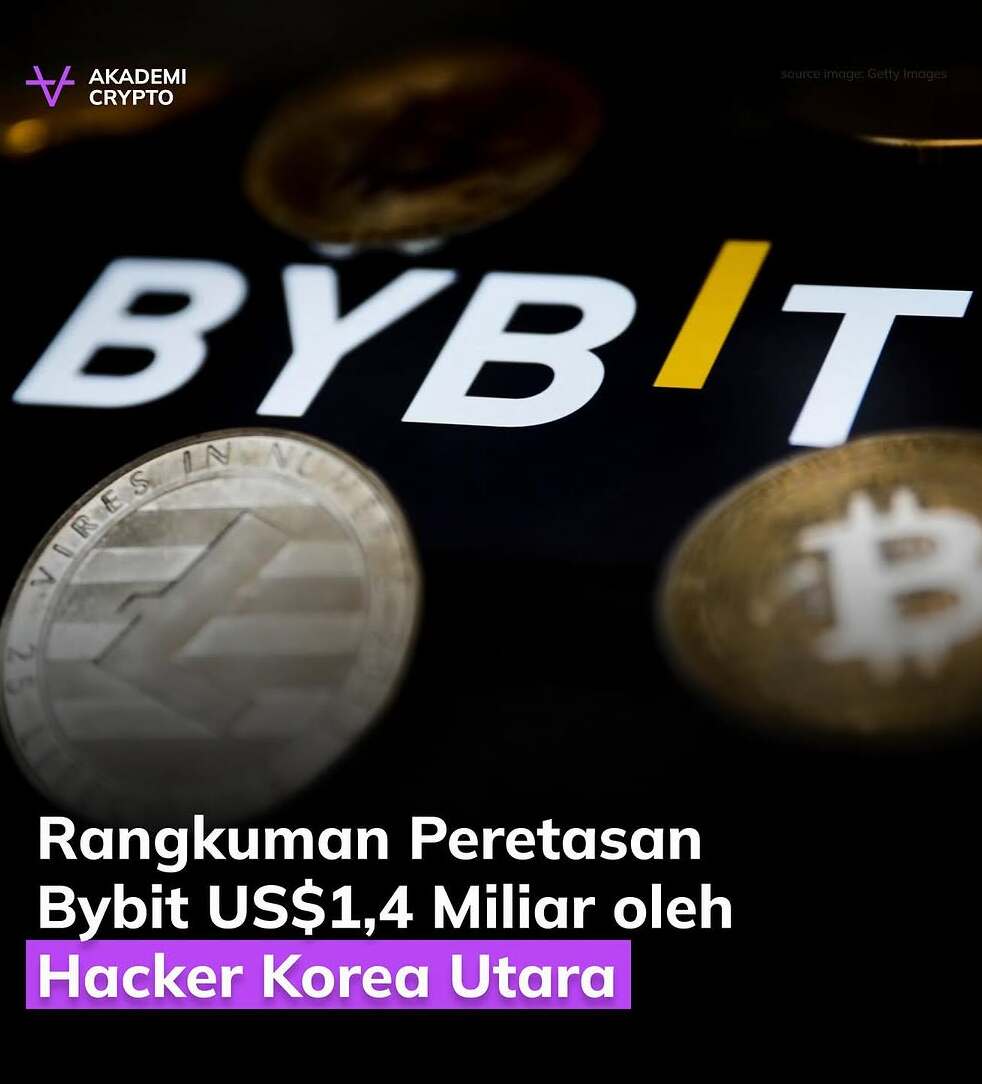 AKADEMI
CRYPTO
source image: Getty Images
BYBIT
VIRES IN NU
25
Rangkuman Peretasan
Bybit US$1,4 Miliar oleh
Hacker Korea Utara